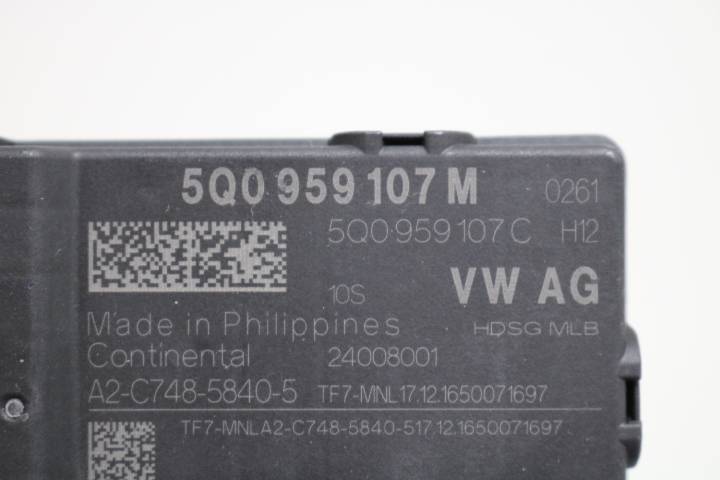 5Q0 959 107 M 0261
5Q0 959 107 C H12
10S VW AG
Made in Philippines HDSG MLB
Continental 24008001
A2-C748-5840-5 TF7-MNL17.12.1650071697
TF7-MNLA2-C748-5840-517.12.1650071697